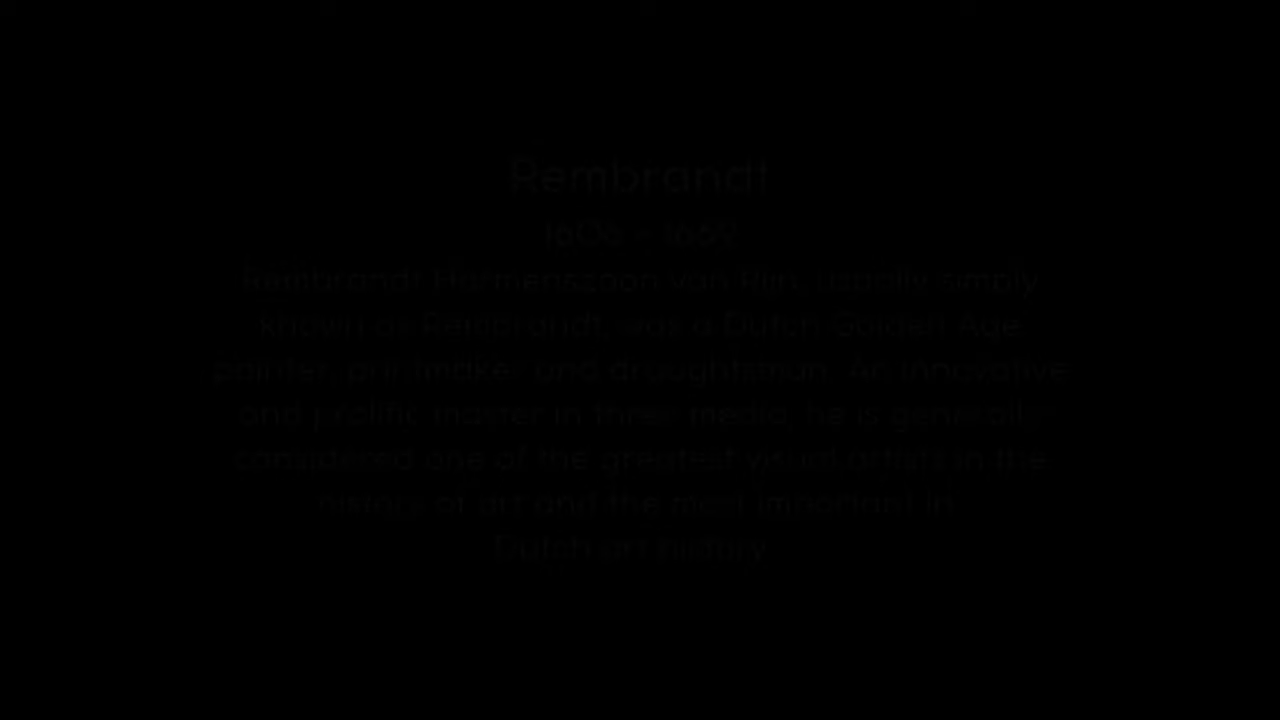 Rembrandt
1606 - 1669
Rembrandt Harmenszoon van Rijn, usually simply
known as Rembrandt, was a Dutch Golden Age
painter, printmaker and draughtsman. An innovative
and prolific master in three media, he is generally
considered one of the greatest visual artists in the
history of art and the most important in
Dutch art history